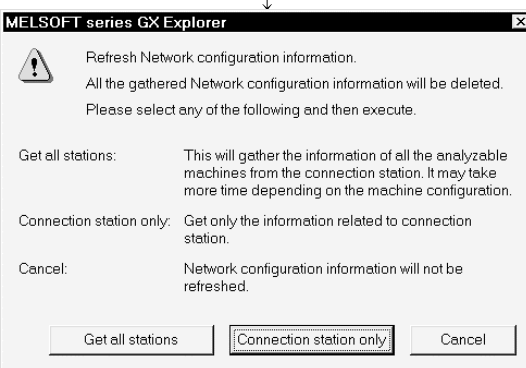 MELSOFT series GX Explorer
Refresh Network configuration information.
All the gathered Network configuration information will be deleted.
Please select any of the following and then execute.
Get all stations: This will gather the information of all the analyzable
machines from the connection station. It may take
more time depending on the machine configuration.
Connection station only: Get only the information related to connection
station.
Cancel: Network configuration information will not be
refreshed.
Get all stations Connection station only Cancel